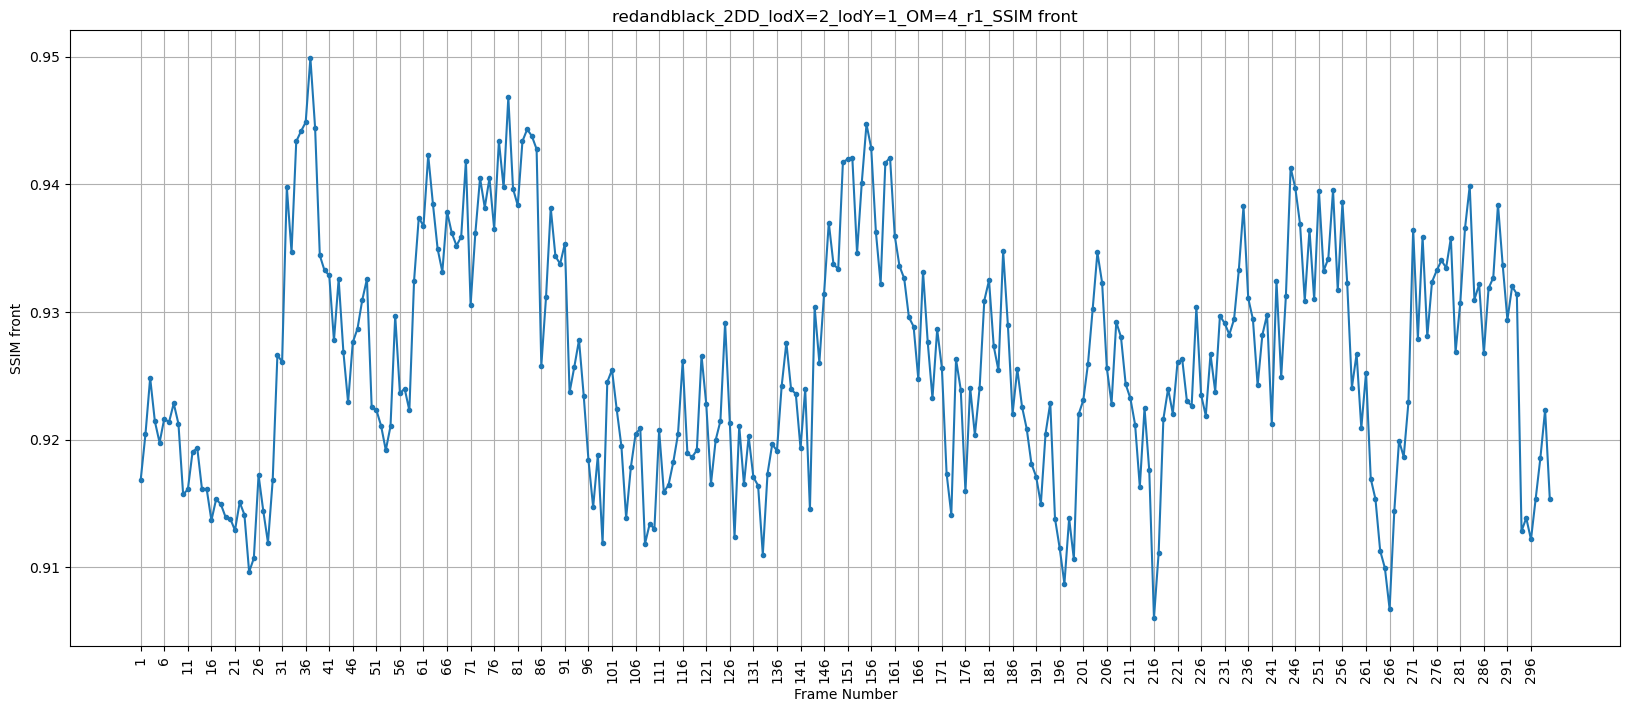 redandblack_2DD_lodX=2_lodY=1_OM=4_r1_SSIM front
SSIM front
0.95
0.94
0.93
0.92
0.91
1 6 11 16 21 26 31 36 41 46 51 56 61 66 71 76 81 86 91 96 101 106 111 116 121 126 131 136 141 146 151 156 161 166 171 176 181 186 191 196 201 206 211 216 221 226 231 236 241 246 251 256 261 266 271 276 281 286 291 296
Frame Number